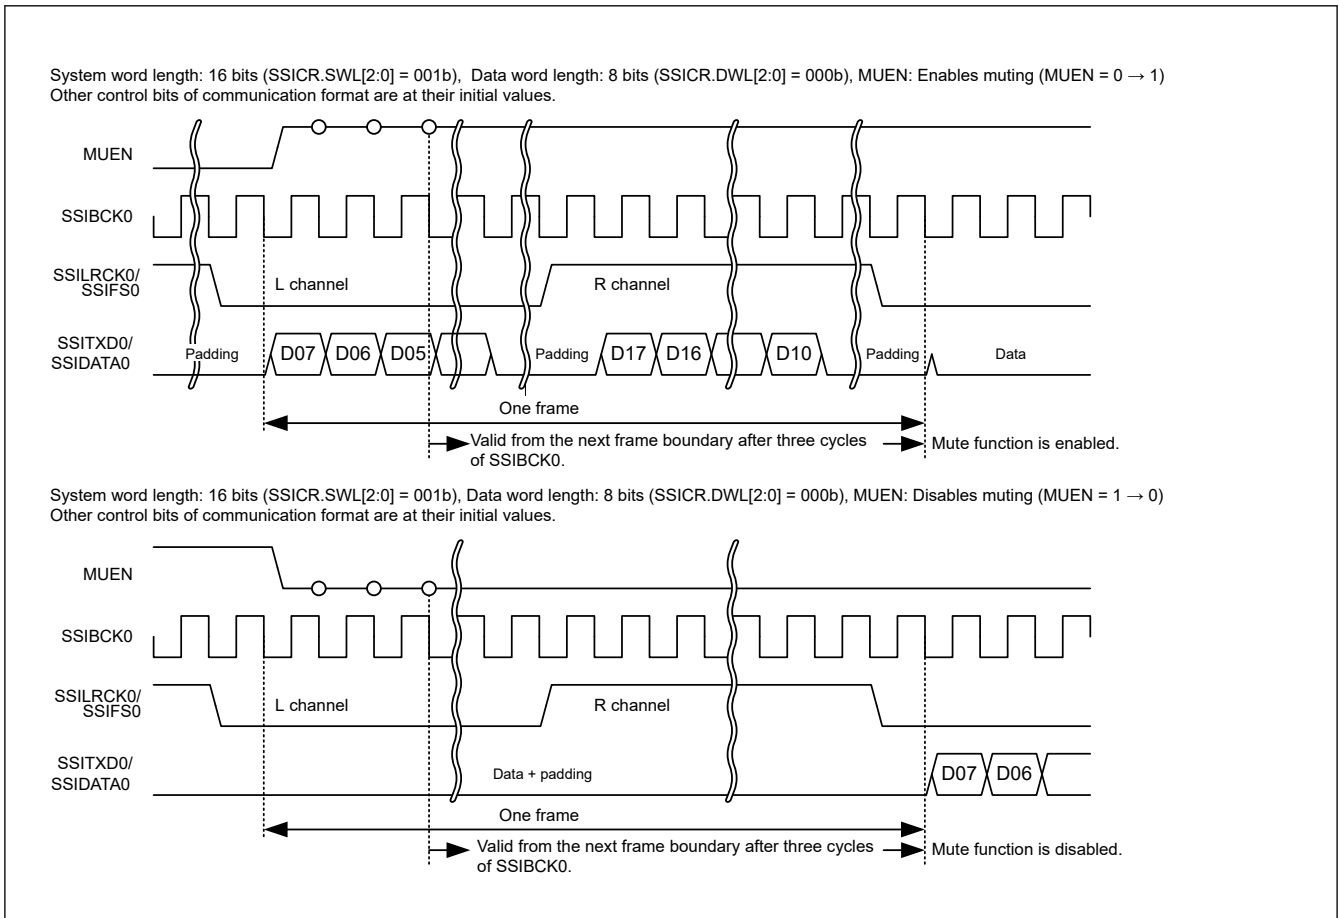 System word length: 16 bits (SSICR.SWL[2:0] = 001b),  Data word length: 8 bits (SSICR.DWL[2:0] = 000b), MUEN: Enables muting (MUEN = 0 → 1)
Other control bits of communication format are at their initial values.
MUEN
SSIBCK0
SSILRCK0/
SSIFS0
L channel
R channel
SSITXD0/
SSIDATA0
Padding
D07
D06
D05
Padding
D17
D16
D10
Padding
Data
One frame
Valid from the next frame boundary after three cycles
of SSIBCK0.
Mute function is enabled.
System word length: 16 bits (SSICR.SWL[2:0] = 001b), Data word length: 8 bits (SSICR.DWL[2:0] = 000b), MUEN: Disables muting (MUEN = 1 → 0)
Other control bits of communication format are at their initial values.
MUEN
SSIBCK0
SSILRCK0/
SSIFS0
L channel
R channel
SSITXD0/
SSIDATA0
Data + padding
D07
D06
One frame
Valid from the next frame boundary after three cycles
of SSIBCK0.
Mute function is disabled.